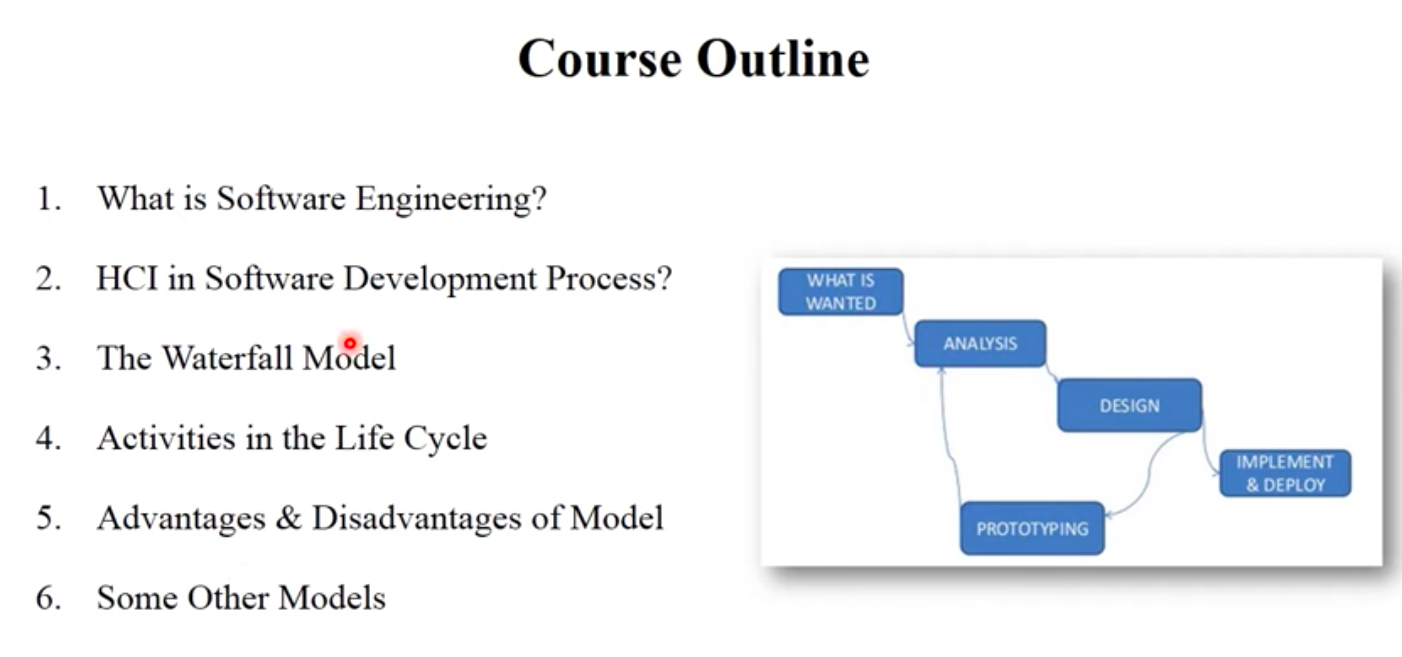 Course Outline
1. What is Software Engineering?
2. HCI in Software Development Process?
3. The Waterfall Model
4. Activities in the Life Cycle
5. Advantages & Disadvantages of Model
6. Some Other Models
WHAT IS
WANTED
ANALYSIS
DESIGN
IMPLEMENT
& DEPLOY
PROTOTYPING